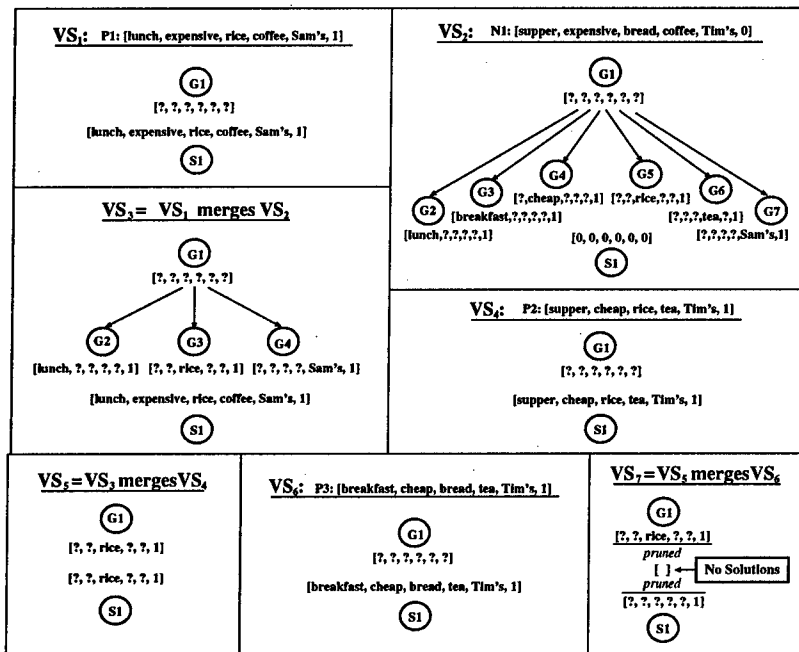 VS1: P1: [lunch, expensive, rice, coffee, Sam's, 1]
G1
[?, ?, ?, ?, ?, ?]
[lunch, expensive, rice, coffee, Sam's, 1]
S1
VS2: N1: [supper, expensive, bread, coffee, Tim's, 0]
G1
[?, ?, ?, ?, ?, ?]
G2
G3
G4
G5
G6
G7
[?,cheap,?,?,?,1]
[?,?,rice,?,?,1]
[breakfast,?,?,?,?,1]
[?,?,?,tea,?,1]
[lunch,?,?,?,?,1]
[?,?,?,?,Sam's,1]
[0, 0, 0, 0, 0, 0]
S1
VS3 = VS1 merges VS2
G1
[?, ?, ?, ?, ?, ?]
G2
G3
G4
[lunch, ?, ?, ?, ?, 1] [?, ?, rice, ?, ?, 1] [?, ?, ?, ?, Sam's, 1]
[lunch, expensive, rice, coffee, Sam's, 1]
S1
VS4: P2: [supper, cheap, rice, tea, Tim's, 1]
G1
[?, ?, ?, ?, ?, ?]
[supper, cheap, rice, tea, Tim's, 1]
S1
VS5 = VS3 merges VS4
G1
[?, ?, rice, ?, ?, 1]
[?, ?, rice, ?, ?, 1]
S1
VS6: P3: [breakfast, cheap, bread, tea, Tim's, 1]
G1
[?, ?, ?, ?, ?, ?]
[breakfast, cheap, bread, tea, Tim's, 1]
S1
VS7=VS5 merges VS6
G1
[?, ?, rice, ?, ?, 1]
pruned
[ ] No Solutions
pruned
[?, ?, ?, ?, ?, 1]
S1